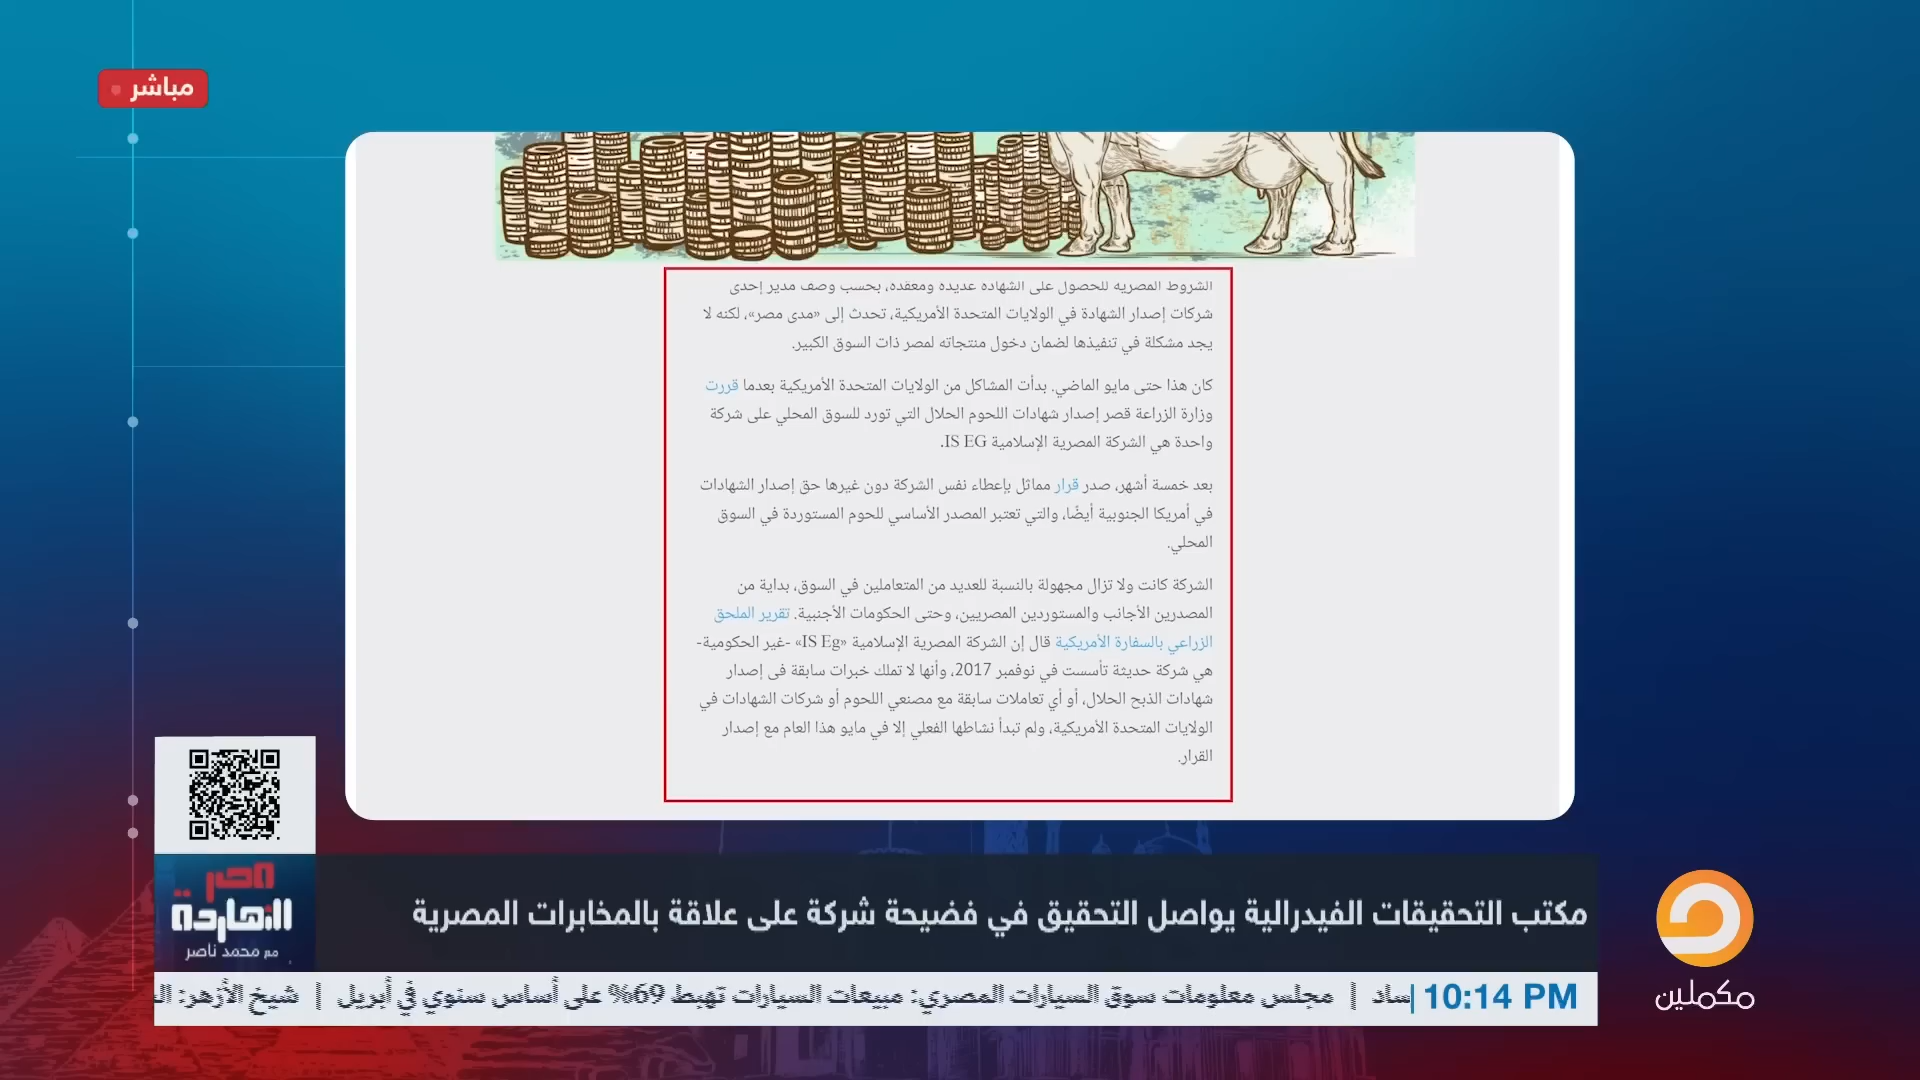 مباشر
الشروط المصرية للحصول على الشهادة عديدة ومعقدة، بحسب وصف مدير إحدى
شركات إصدار الشهادة في الولايات المتحدة الأمريكية، تحدث إلى «مدى مصر»، لكنه لا
يجد مشكلة في تنفيذها لضمان دخول منتجاته لمصر ذات السوق الكبير.
كان هذا حتى مايو الماضي. بدأت المشاكل من الولايات المتحدة الأمريكية بعدما قررت
وزارة الزراعة قصر إصدار شهادات اللحوم الحلال التي تورد للسوق المحلي على شركة
واحدة هي الشركة المصرية الإسلامية IS EG.
بعد خمسة أشهر، صدر قرار مماثل بإعطاء نفس الشركة دون غيرها حق إصدار الشهادات
في أمريكا الجنوبية أيضًا، والتي تعتبر المصدر الأساسي للحوم المستوردة في السوق
المحلي.
الشركة كانت ولا تزال مجهولة بالنسبة للعديد من المتعاملين في السوق، بداية من
المصدرين الأجانب والمستوردين المصريين، وحتى الحكومات الأجنبية. تقرير الملحق
الزراعي بالسفارة الأمريكية قال إن الشركة المصرية الإسلامية «IS Eg» -غير الحكومية-
هي شركة حديثة تأسست في نوفمبر 2017، وأنها لا تملك خبرات سابقة فى إصدار
شهادات الذبح الحلال، أو أي تعاملات سابقة مع مصنعي اللحوم أو شركات الشهادات في
الولايات المتحدة الأمريكية، ولم تبدأ نشاطها الفعلي إلا في مايو هذا العام مع إصدار
القرار.
مصر النهاردة
مع محمد ناصر
مكتب التحقيقات الفيدرالية يواصل التحقيق في فضيحة شركة على علاقة بالمخابرات المصرية
10:14 PM
ساد | مجلس معلومات سوق السيارات المصري: مبيعات السيارات تهبط 69% على أساس سنوي في أبريل | شيخ الأزهر: الـ
مكملين